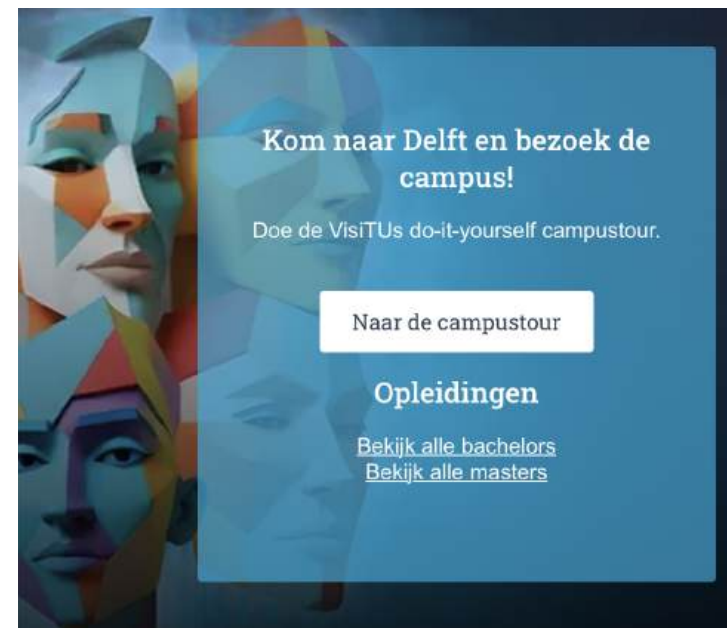 Kom naar Delft en bezoek de
campus!
Doe de VisiTUs do-it-yourself campustour.
Naar de campustour
Opleidingen
Bekijk alle bachelors
Bekijk alle masters